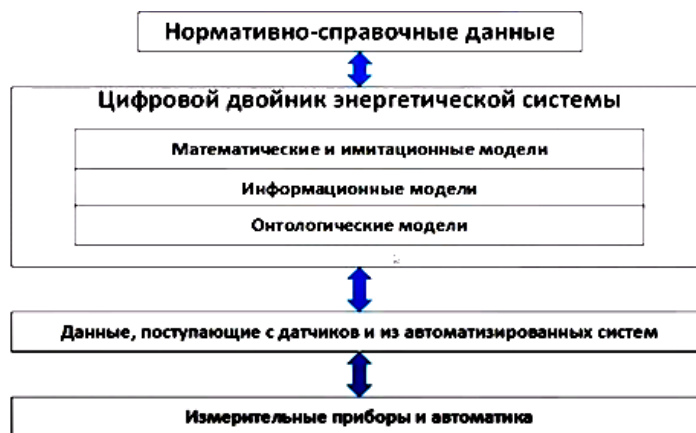 Нормативно-справочные данные
Цифровой двойник энергетической системы
Математические и имитационные модели
Информационные модели
Онтологические модели
Данные, поступающие с датчиков и из автоматизированных систем
Измерительные приборы и автоматика